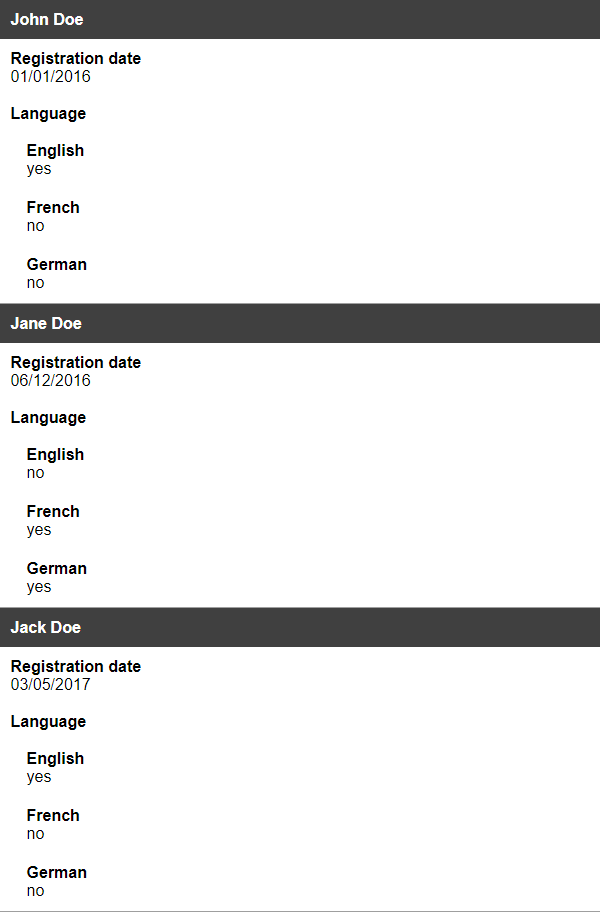 John Doe
Registration date
01/01/2016
Language
English
yes
French
no
German
no
Jane Doe
Registration date
06/12/2016
Language
English
no
French
yes
German
yes
Jack Doe
Registration date
03/05/2017
Language
English
yes
French
no
German
no